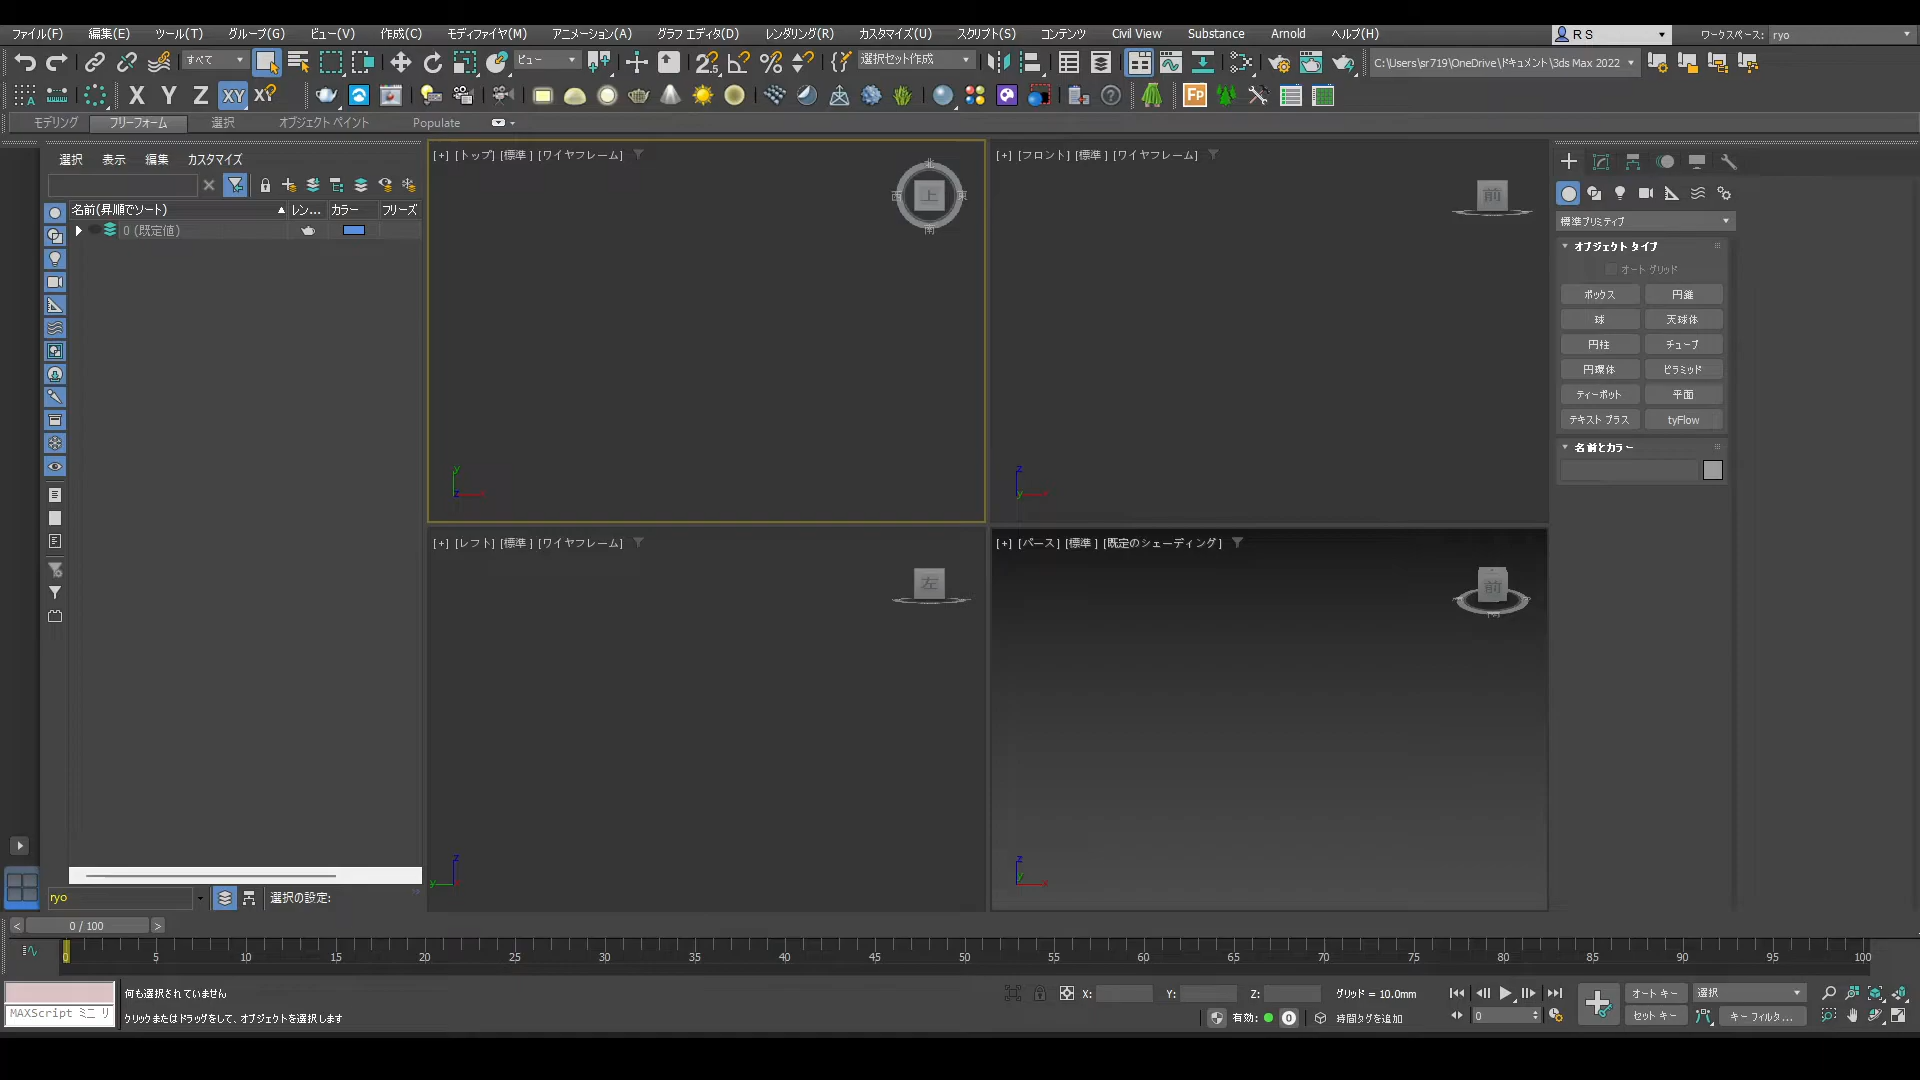 ファイル(F) 編集(E) ツール(T) グループ(G) ビュー(V) 作成(C) モディファイヤ(M) アニメーション(A) グラフ エディタ(D) レンダリング(R) カスタマイズ(U) スクリプト(S) コンテンツ Civil View Substance Arnold ヘルプ(H) R S ワークスペース: ryo
すべて ビュー 選択セット作成 C:\Users\sr719\OneDrive\ドキュメント\3ds Max 2022
X Y Z XY
モデリング フリーフォーム 選択 オブジェクト ペイント Populate
選択 表示 編集 カスタマイズ
名前(昇順でソート) レン... カラー フリーズ
0 (既定値)
[+] [トップ] [標準 ] [ワイヤフレーム]
北
西 上 東
南
[+] [フロント] [標準 ] [ワイヤフレーム]
前
[+] [レフト] [標準 ] [ワイヤフレーム]
左
[+] [パース] [標準 ] [既定のシェーディング]
前
標準プリミティブ
オブジェクト タイプ
オート グリッド
ボックス 円錐
球 天球体
円柱 チューブ
円環体 ピラミッド
ティーポット 平面
テキスト プラス tyFlow
名前とカラー
ryo 選択の設定:
0 / 100
0 5 10 15 20 25 30 35 40 45 50 55 60 65 70 75 80 85 90 95 100
何も選択されていません X: Y: Z: グリッド = 10.0mm オート キー 選択
MAXScript ミニ リ クリックまたはドラッグをして、オブジェクトを選択します 有効: 0 時間タグを追加 0 セット キー キー フィルタ...